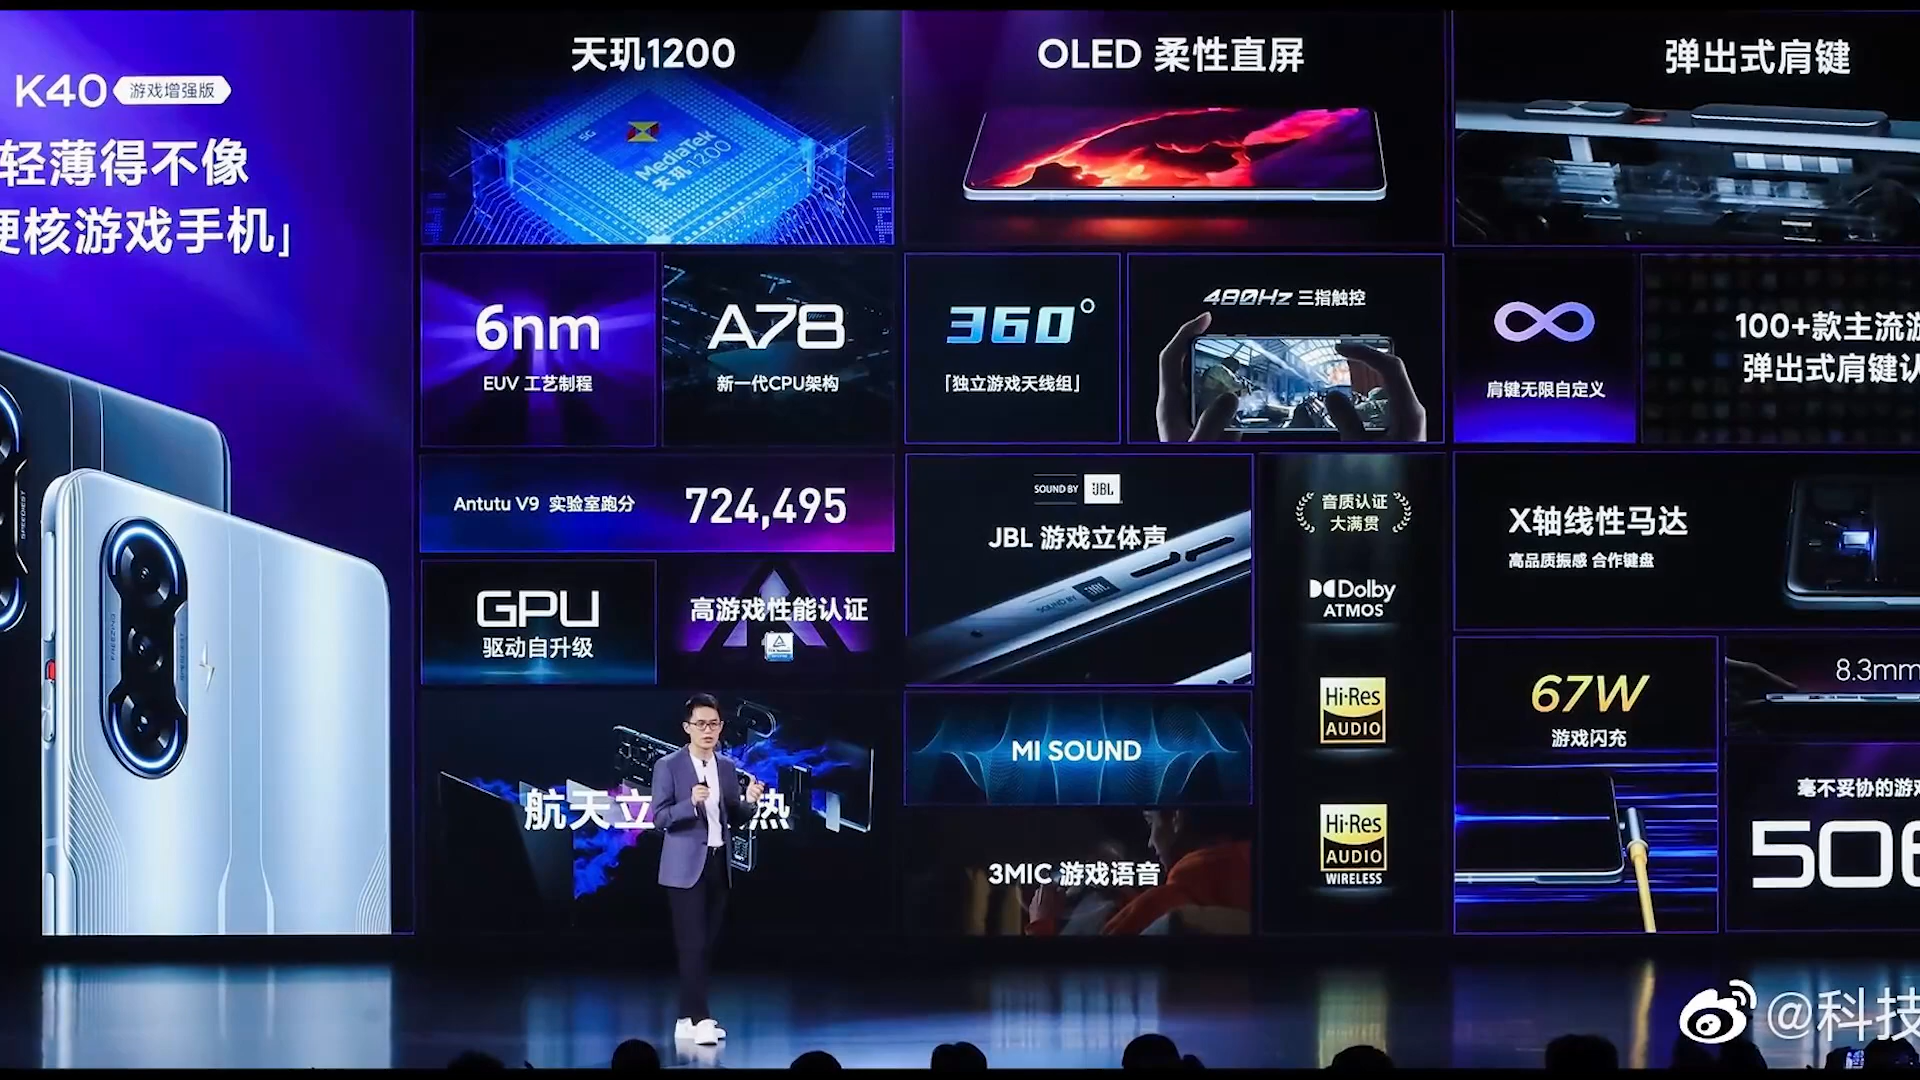 K40 游戏增强版
轻薄得不像
硬核游戏手机」
天玑1200
5G
MediaTek
天玑1200
6nm
EUV 工艺制程
A78
新一代CPU架构
Antutu V9 实验室跑分 724,495
GPU
驱动自升级
高游戏性能认证
航天立
热
OLED 柔性直屏
360°
「独立游戏天线组」
480Hz 三指触控
SOUND BY JBL
JBL 游戏立体声
SOUND BY JBL
MI SOUND
3MIC 游戏语音
音质认证
大满贯
Dolby
ATMOS
Hi-Res
AUDIO
Hi-Res
AUDIO
WIRELESS
弹出式肩键
肩键无限自定义
100+款主流游
弹出式肩键认
X轴线性马达
高品质振感 合作键盘
67W
游戏闪充
8.3mm
毫不妥协的游戏
506
FREEZING
SPEEDIEST
@科技